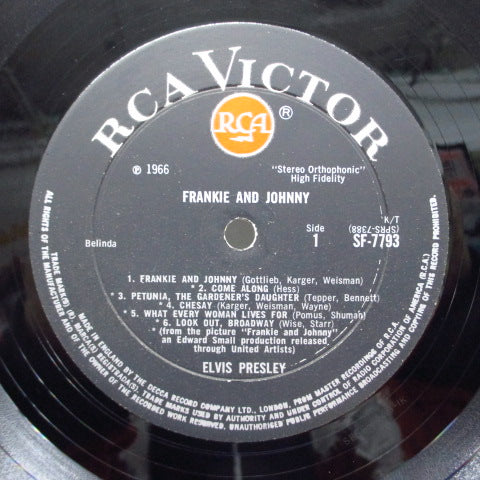 RCA VICTOR
RCA ®
℗ 1966
"Stereo Orthophonic"
High Fidelity
FRANKIE AND JOHNNY
T/K
(SPRS-7388)
Belinda
Side
1
SF-7793
1. FRANKIE AND JOHNNY (Gottlieb, Karger, Weisman)
* 2. COME ALONG (Hess)
* 3. PETUNIA, THE GARDENER'S DAUGHTER (Tepper, Bennett)
* 4. CHESAY (Karger, Weisman, Wayne)
* 5. WHAT EVERY WOMAN LIVES FOR (Pomus, Shuman)
* 6. LOOK OUT, BROADWAY (Wise, Starr)
* (from the picture "Frankie and Johnny"
an Edward Small production released
through United Artists)
ELVIS PRESLEY
ALL RIGHTS OF THE MANUFACTURER AND OF THE OWNER OF THE RECORDED WORK RESERVED. UNAUTHORISED PUBLIC PERFORMANCE BROADCASTING AND COPYING OF THIS RECORD PROHIBITED.
TRADE MARK(S) ® MARCA(S) REGISTRADA(S). TRADE MARKS USED BY AUTHORITY AND UNDER CONTROL OF RADIO CORPORATION OF AMERICA (R.C.A.)
MADE IN ENGLAND BY THE DECCA RECORD COMPANY LTD., LONDON, FROM MASTER RECORDINGS OF R.C.A.